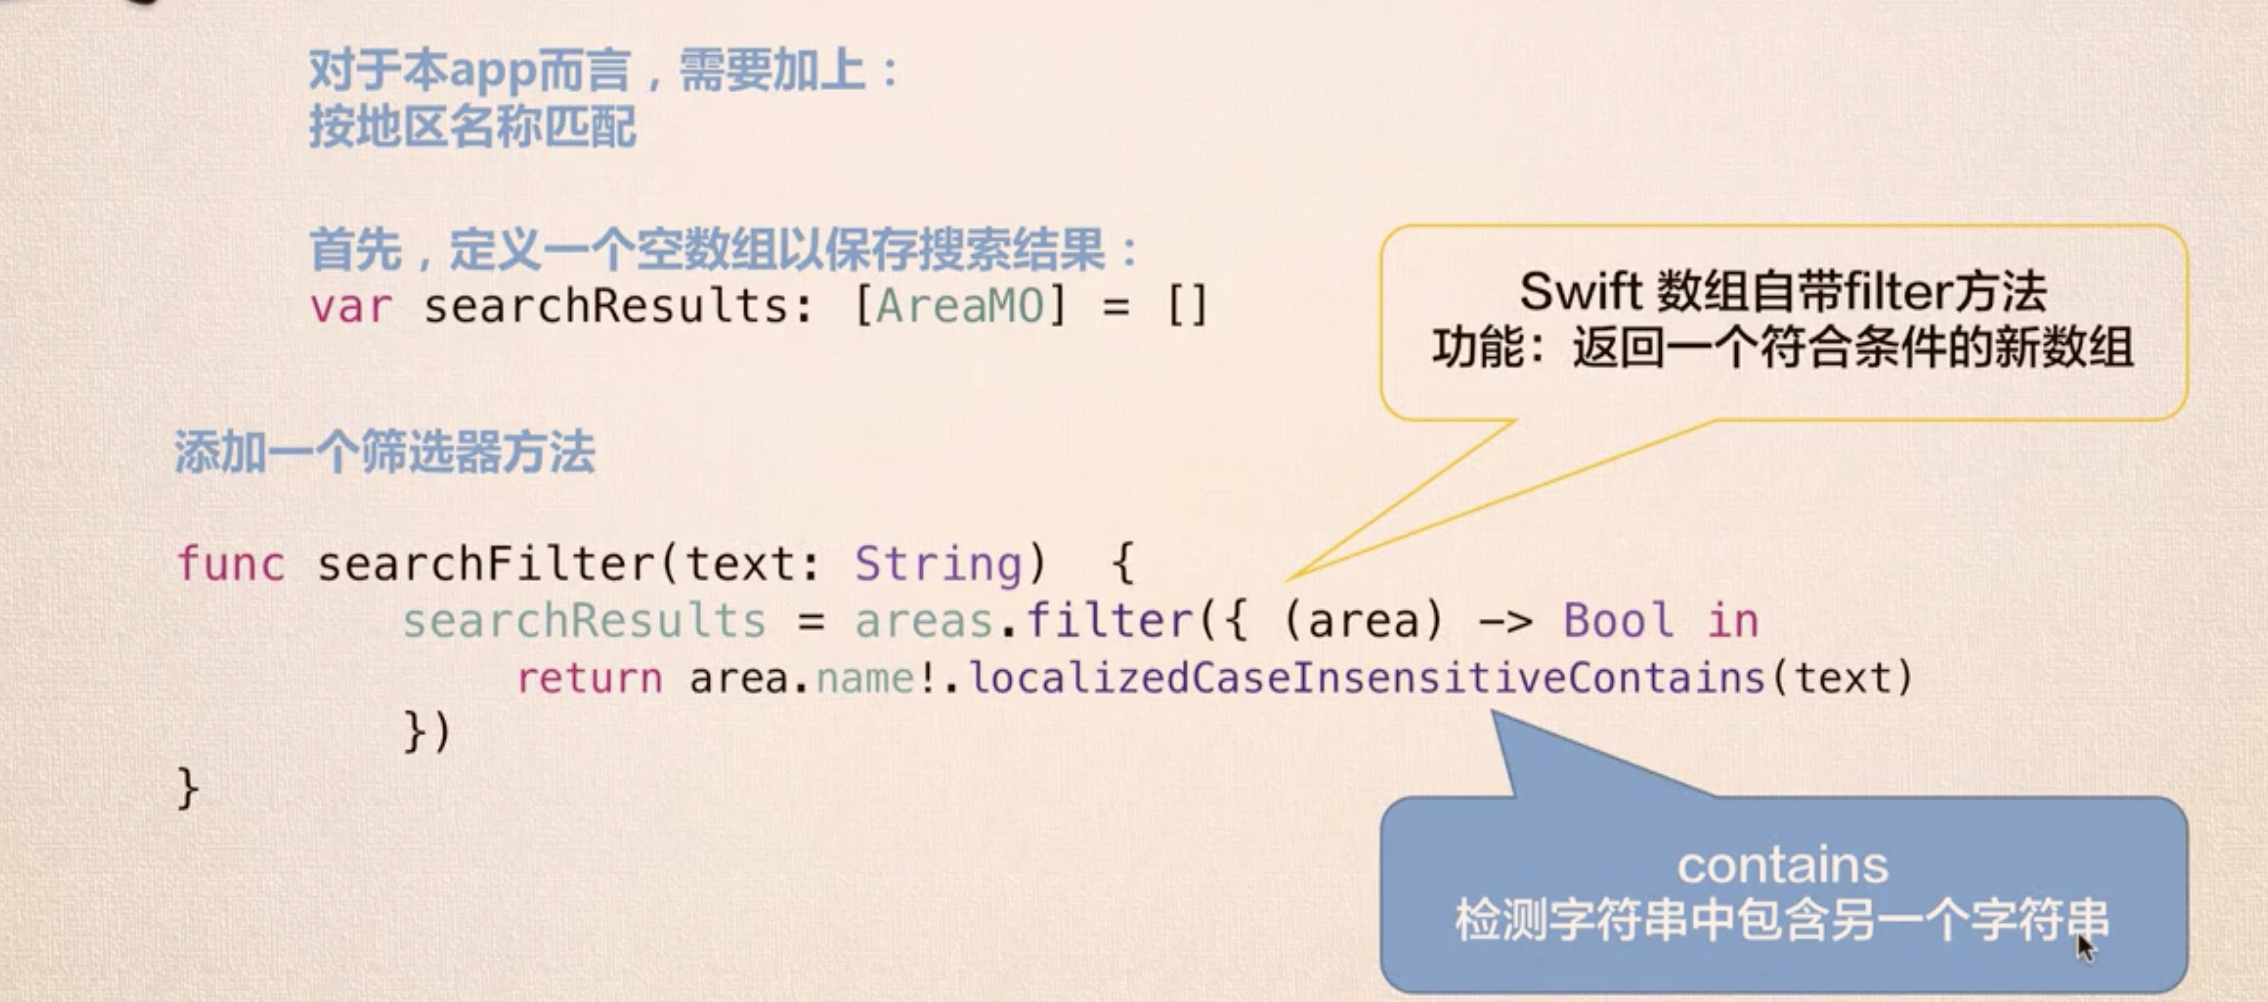 对于本app而言，需要加上：
按地区名称匹配
首先，定义一个空数组以保存搜索结果：
var searchResults: [AreaMO] = []
Swift 数组自带filter方法
功能：返回一个符合条件的新数组
添加一个筛选器方法
func searchFilter(text: String)  {
searchResults = areas.filter({ (area) -> Bool in
return area.name!.localizedCaseInsensitiveContains(text)
})
}
contains
检测字符串中包含另一个字符串